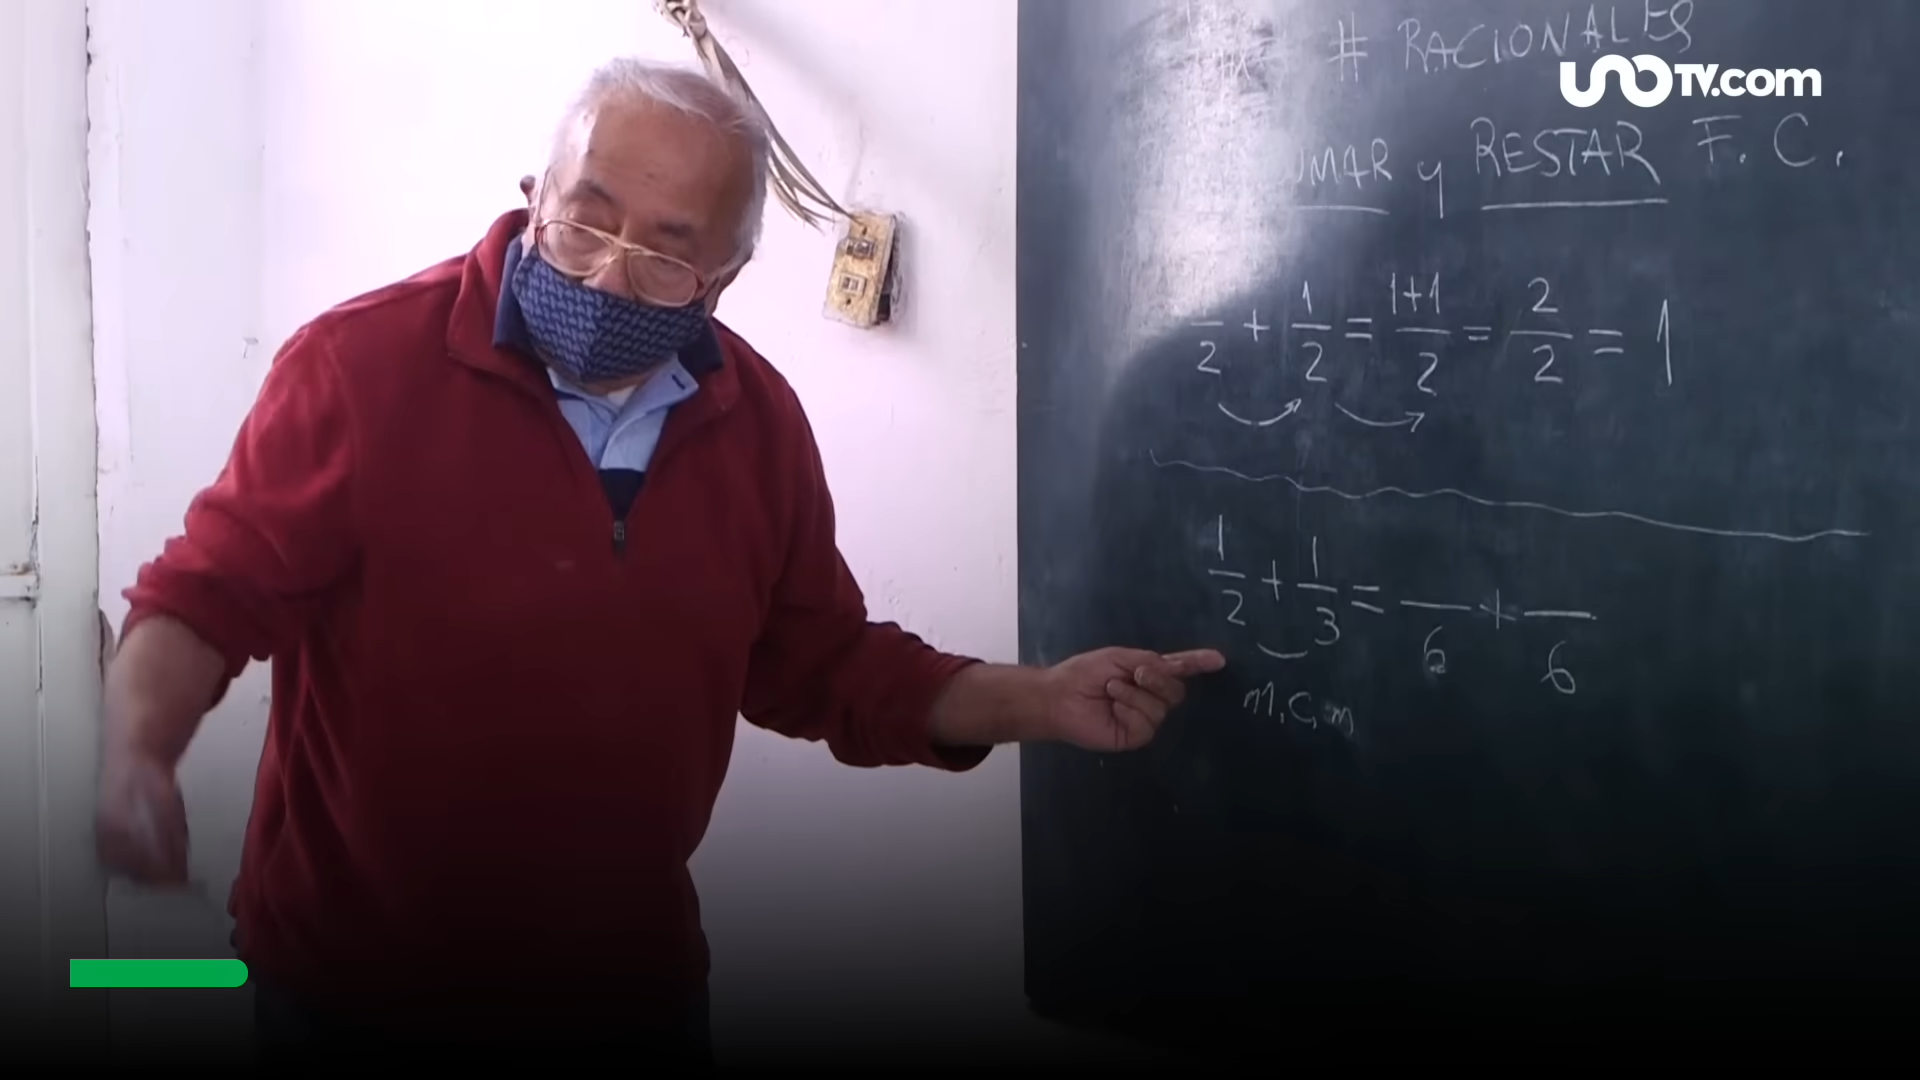 # RACIONALES
UNOTV.com
SUMAR y RESTAR F. C.
/2 + 1/2 = 1+1/2 = 2/2 = 1
1/2 + 1/3 = /6 + /6
m.c.m